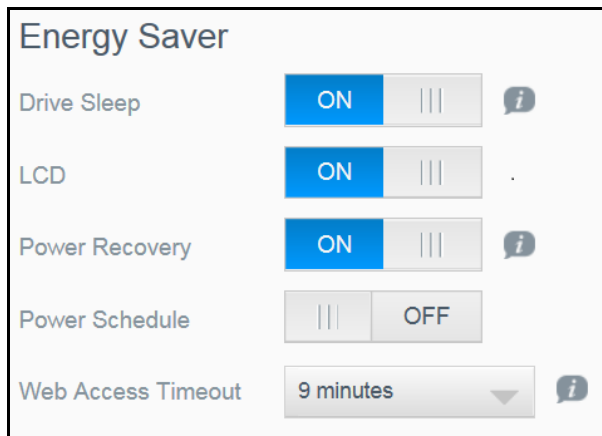 Energy Saver
Drive Sleep ON
LCD ON .
Power Recovery ON
Power Schedule OFF
Web Access Timeout 9 minutes